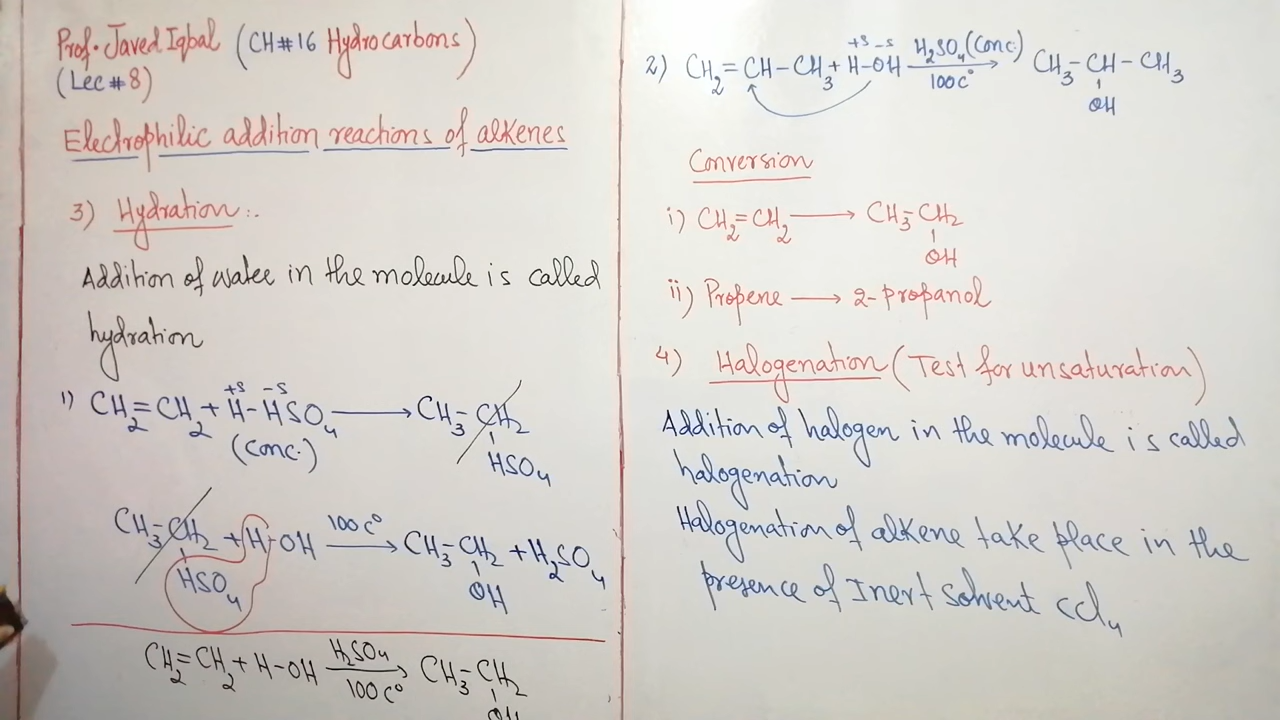 Prof. Javed Iqbal (CH#16 Hydrocarbons)
(Lec#8)
Electrophilic addition reactions of alkenes
3) Hydration:.
Addition of water in the molecule is called
hydration
+δ −δ
1) CH₂=CH₂ + H-HSO₄ → CH₃-CH₂
(Conc.)
HSO₄
CH₃-CH₂ + H-OH 100C° → CH₃-CH₂ + H₂SO₄
HSO₄
OH
CH₂=CH₂ + H-OH H₂SO₄ → CH₃-CH₂
100C°
OH
+δ −δ
2) CH₂=CH-CH₃ + H-OH H₂SO₄(Conc.) → CH₃-CH-CH₃
100C°
OH
Conversion
i) CH₂=CH₂ → CH₃-CH₂
OH
ii) Propene → 2-propanol
4) Halogenation (Test for unsaturation)
Addition of halogen in the molecule is called
halogenation
Halogenation of alkene take place in the
presence of Inert solvent ccl₄